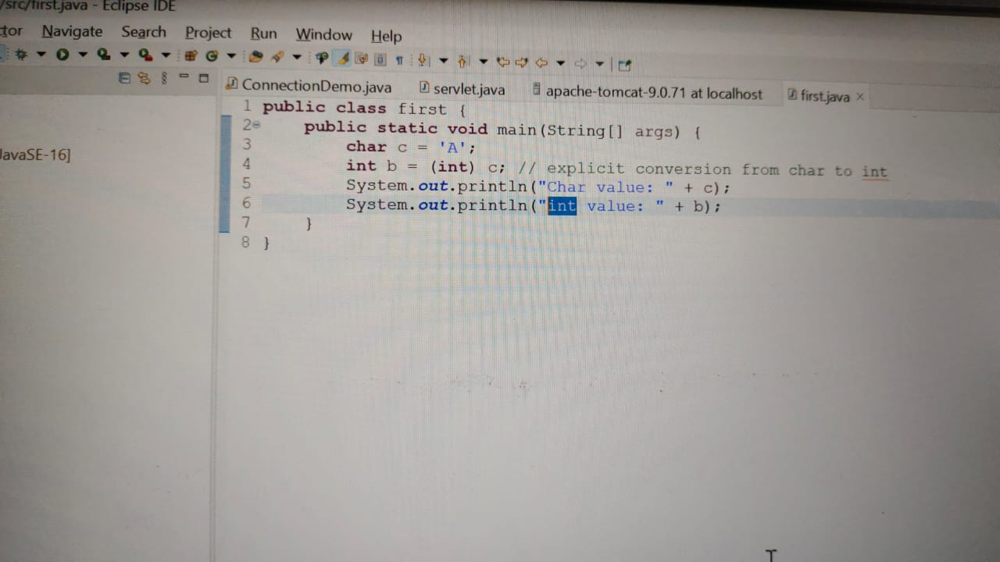 /src/first.java - Eclipse IDE
tor Navigate Search Project Run Window Help
ConnectionDemo.java servlet.java apache-tomcat-9.0.71 at localhost first.java
JavaSE-16]
1 public class first {
2 public static void main(String[] args) {
3 char c = 'A';
4 int b = (int) c; // explicit conversion from char to int
5 System.out.println("Char value: " + c);
6 System.out.println("int value: " + b);
7 }
8 }